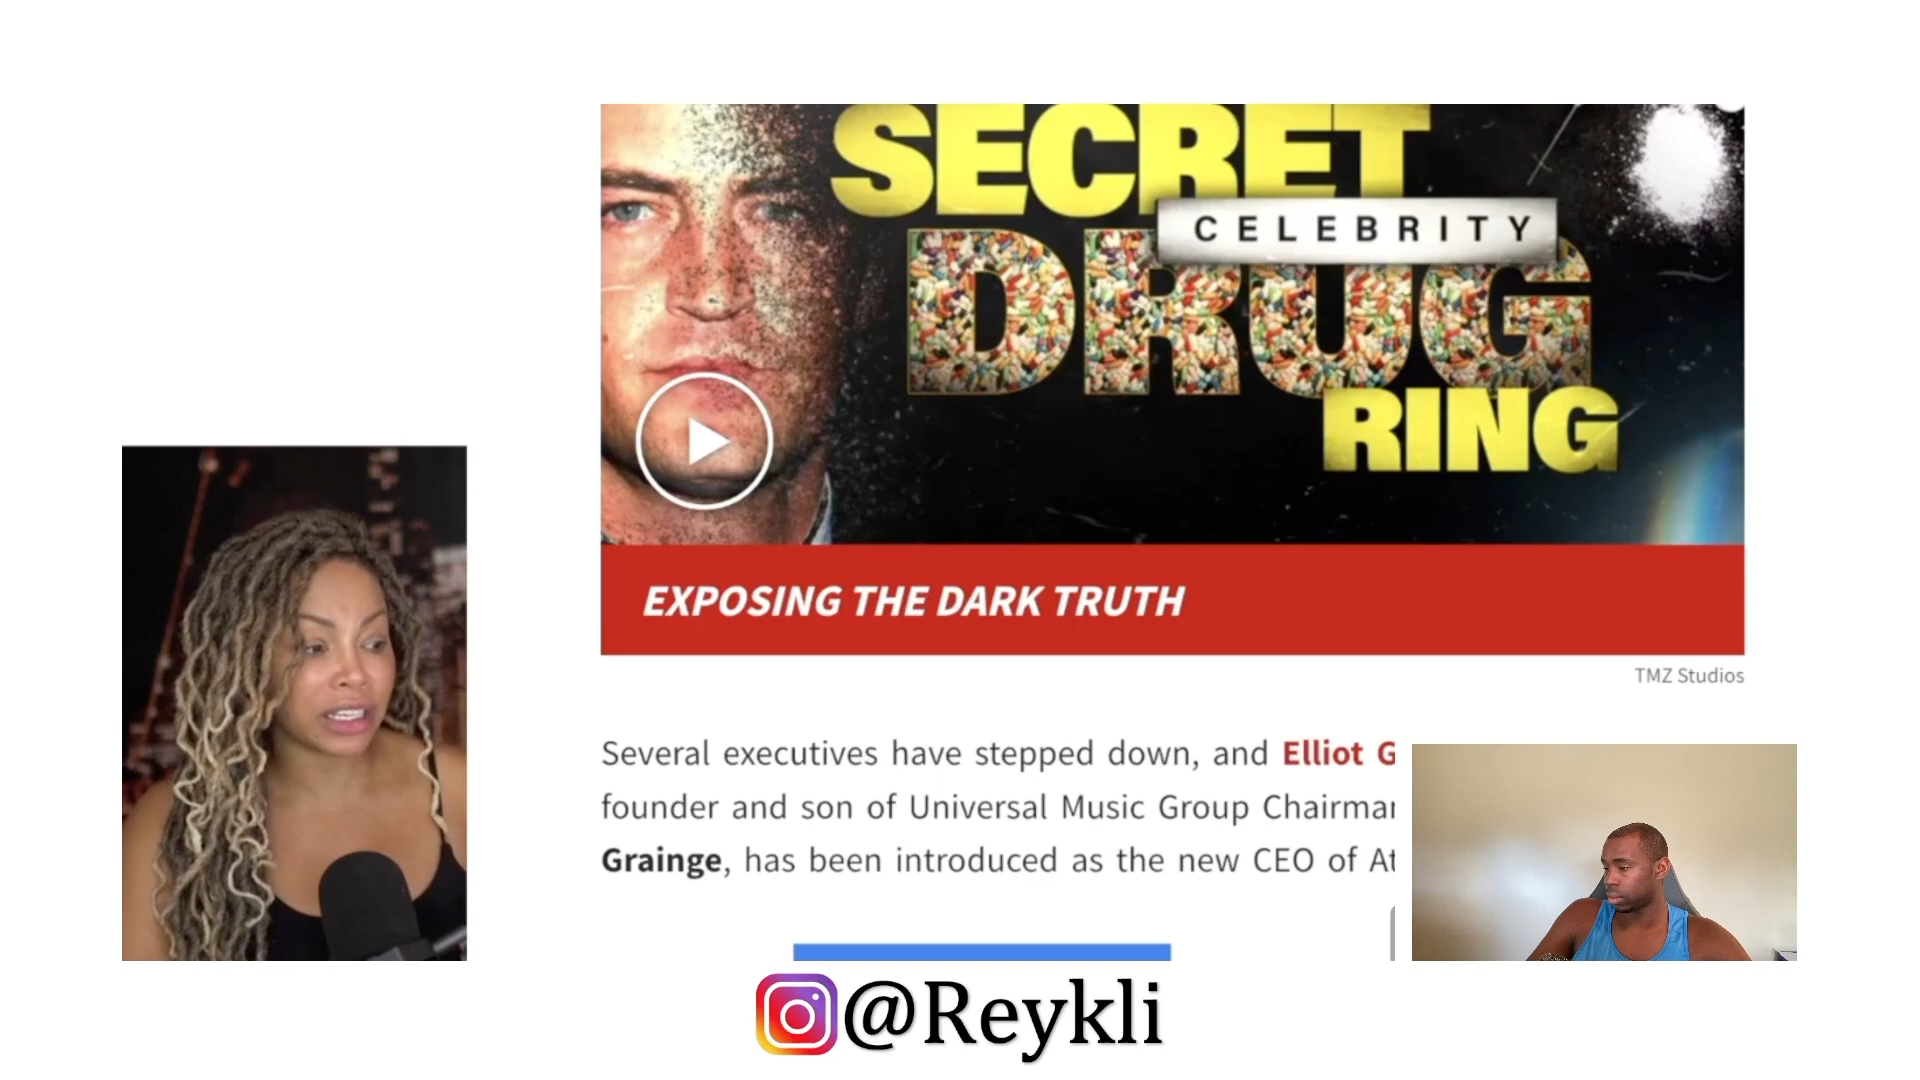 SECRET
CELEBRITY
DRUG
RING
EXPOSING THE DARK TRUTH
TMZ Studios
Several executives have stepped down, and Elliot G
founder and son of Universal Music Group Chairma
Grainge, has been introduced as the new CEO of At
@Reykli